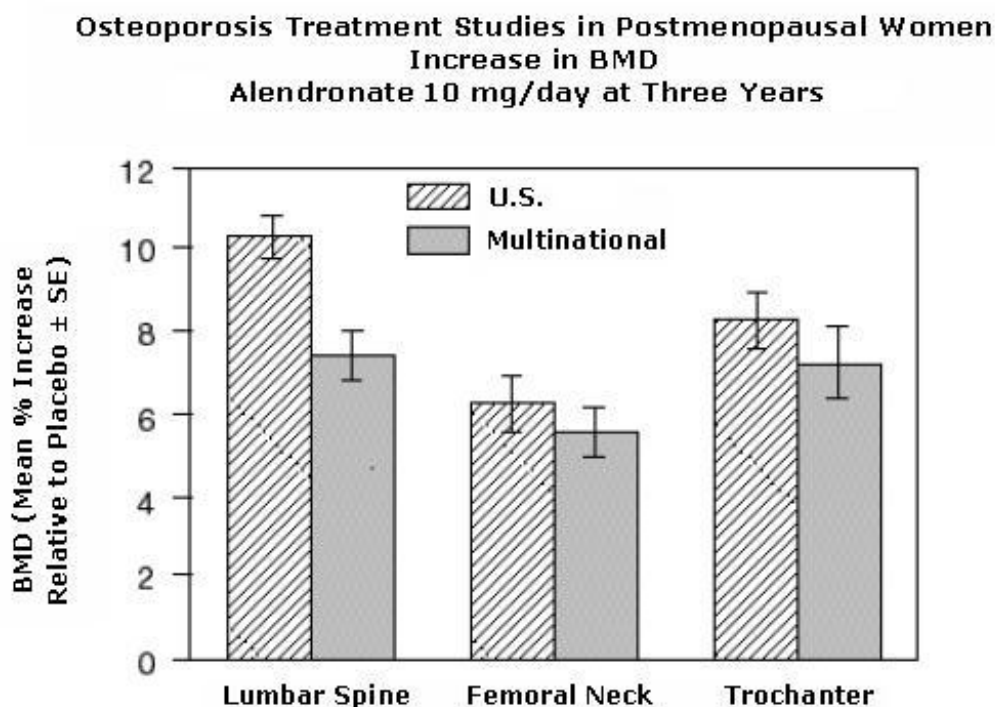 Osteoporosis Treatment Studies in Postmenopausal Women
Increase in BMD
Alendronate 10 mg/day at Three Years
BMD (Mean % Increase
Relative to Placebo ± SE)
12
10
8
6
4
2
0
U.S.
Multinational
Lumbar Spine
Femoral Neck
Trochanter